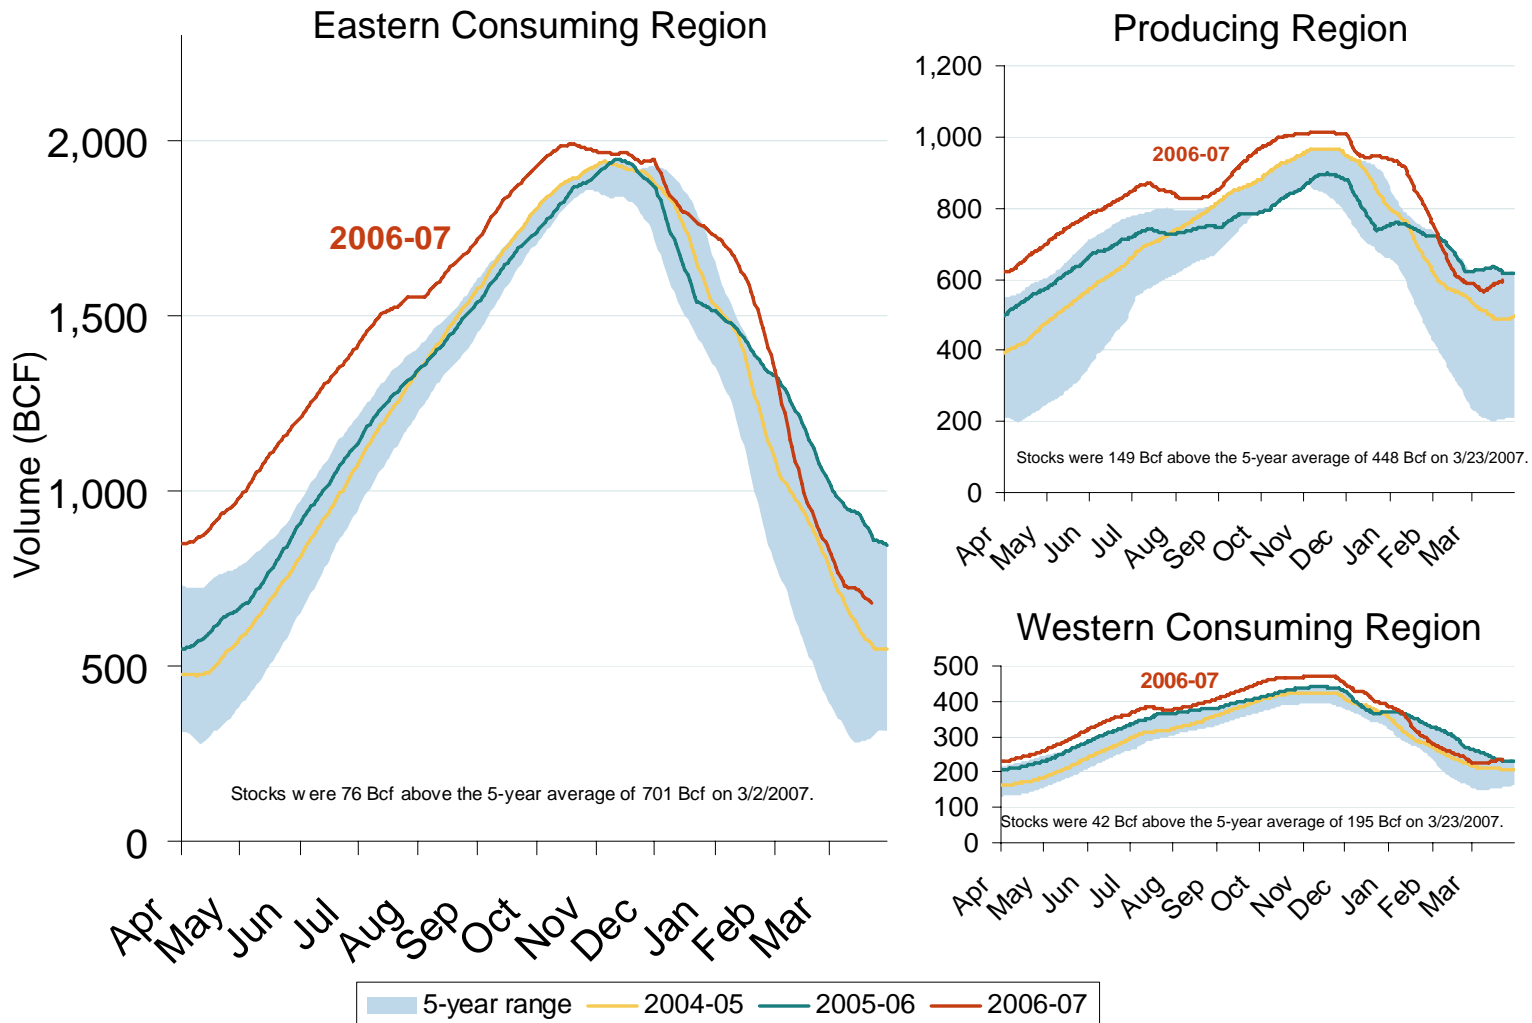 Eastern Consuming Region
Volume (BCF)
2,000
1,500
1,000
500
0
2006-07
Stocks were 76 Bcf above the 5-year average of 701 Bcf on 3/2/2007.
Apr May Jun Jul Aug Sep Oct Nov Dec Jan Feb Mar
Producing Region
1,200
1,000
800
600
400
200
0
2006-07
Stocks were 149 Bcf above the 5-year average of 448 Bcf on 3/23/2007.
Apr May Jun Jul Aug Sep Oct Nov Dec Jan Feb Mar
Western Consuming Region
500
400
300
200
100
0
2006-07
Stocks were 42 Bcf above the 5-year average of 195 Bcf on 3/23/2007.
Apr May Jun Jul Aug Sep Oct Nov Dec Jan Feb Mar
5-year range 2004-05 2005-06 2006-07